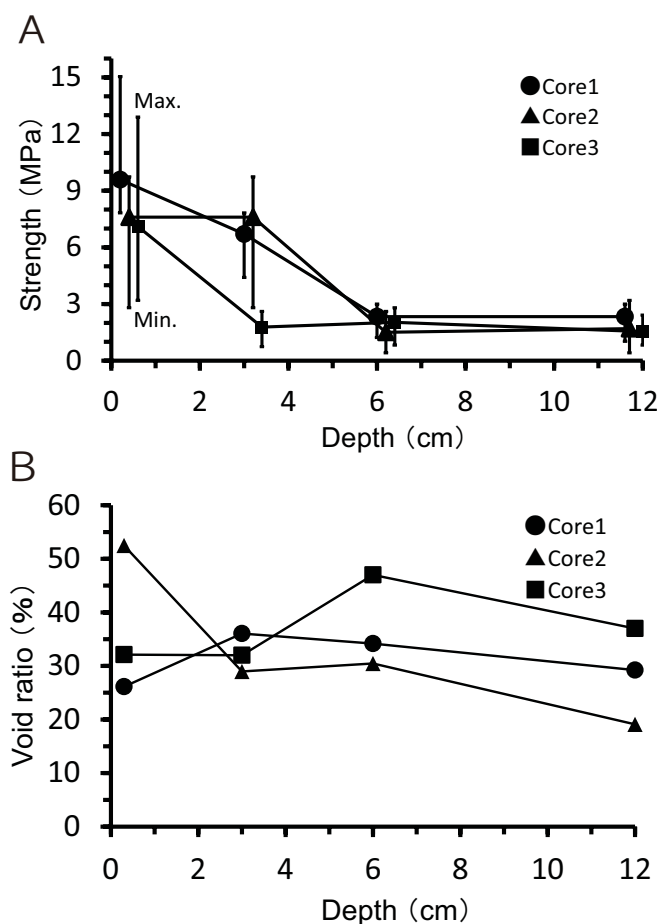 A
15
12
9
6
3
0
Strength (MPa)
Max.
Min.
Core1
Core2
Core3
0 2 4 6 8 10 12
Depth (cm)
B
60
50
40
30
20
10
0
Void ratio (%)
Core1
Core2
Core3
0 2 4 6 8 10 12
Depth (cm)